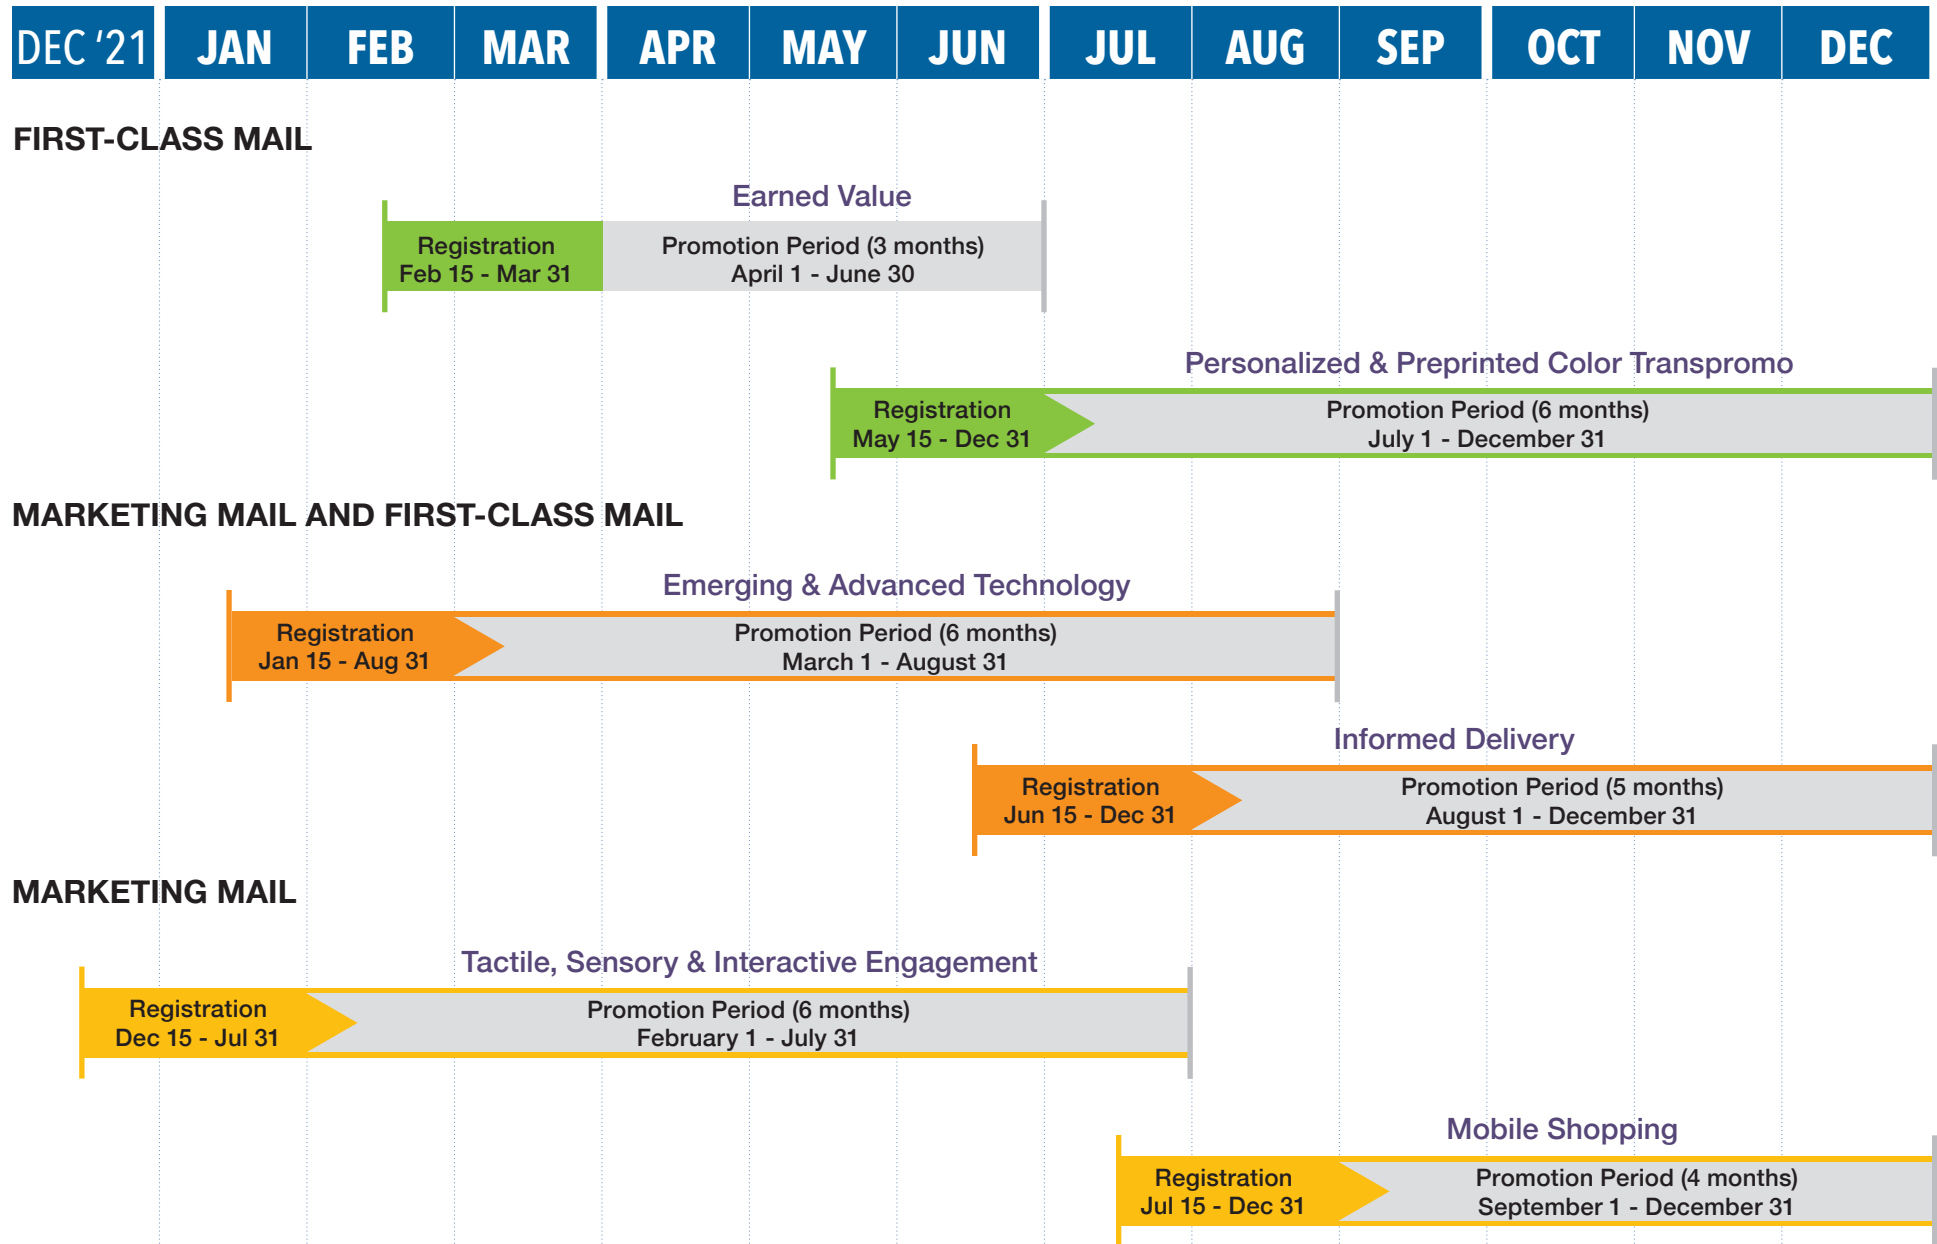 DEC ‘21 JAN FEB MAR APR MAY JUN JUL AUG SEP OCT NOV DEC
FIRST-CLASS MAIL
Earned Value
Registration
Feb 15 - Mar 31
Promotion Period (3 months)
April 1 - June 30
Personalized & Preprinted Color Transpromo
Registration
May 15 - Dec 31
Promotion Period (6 months)
July 1 - December 31
MARKETING MAIL AND FIRST-CLASS MAIL
Emerging & Advanced Technology
Registration
Jan 15 - Aug 31
Promotion Period (6 months)
March 1 - August 31
Informed Delivery
Registration
Jun 15 - Dec 31
Promotion Period (5 months)
August 1 - December 31
MARKETING MAIL
Tactile, Sensory & Interactive Engagement
Registration
Dec 15 - Jul 31
Promotion Period (6 months)
February 1 - July 31
Mobile Shopping
Registration
Jul 15 - Dec 31
Promotion Period (4 months)
September 1 - December 31